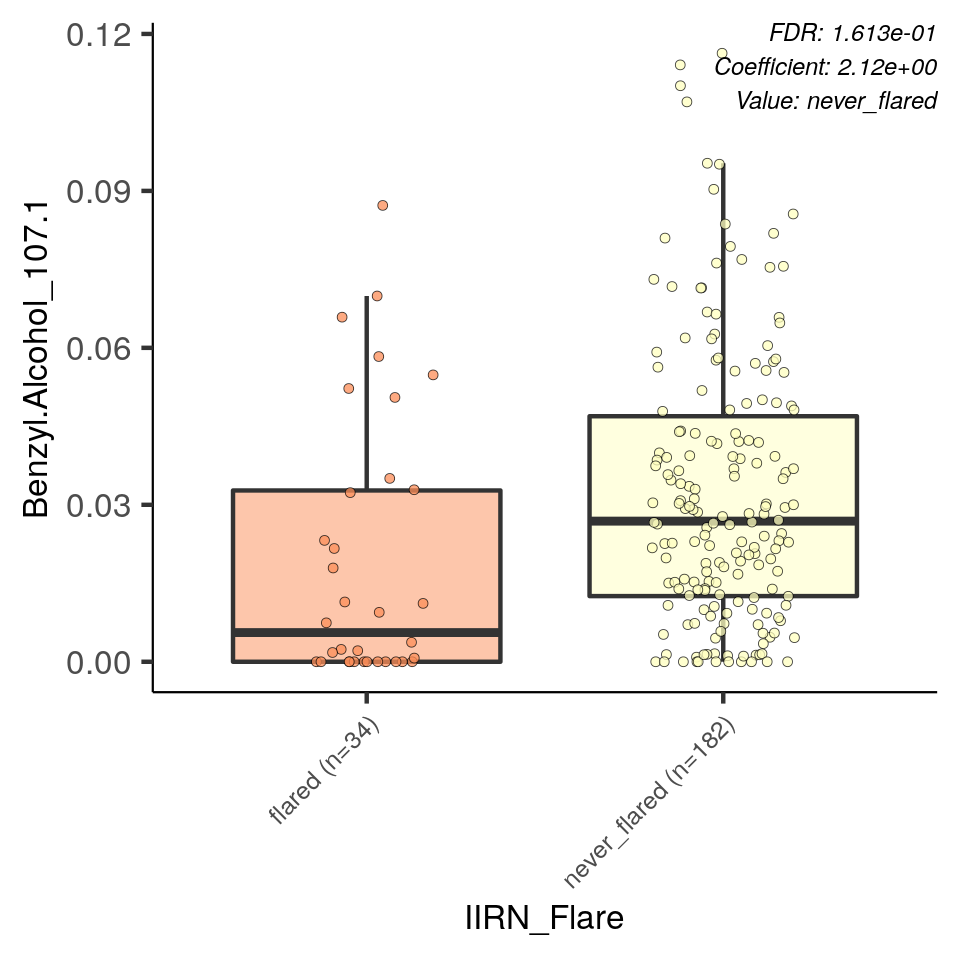 FDR: 1.613e-01
Coefficient: 2.12e+00
Value: never_flared
0.12
0.09
0.06
0.03
0.00
Benzyl.Alcohol_107.1
flared (n=34)
never_flared (n=182)
IIRN_Flare